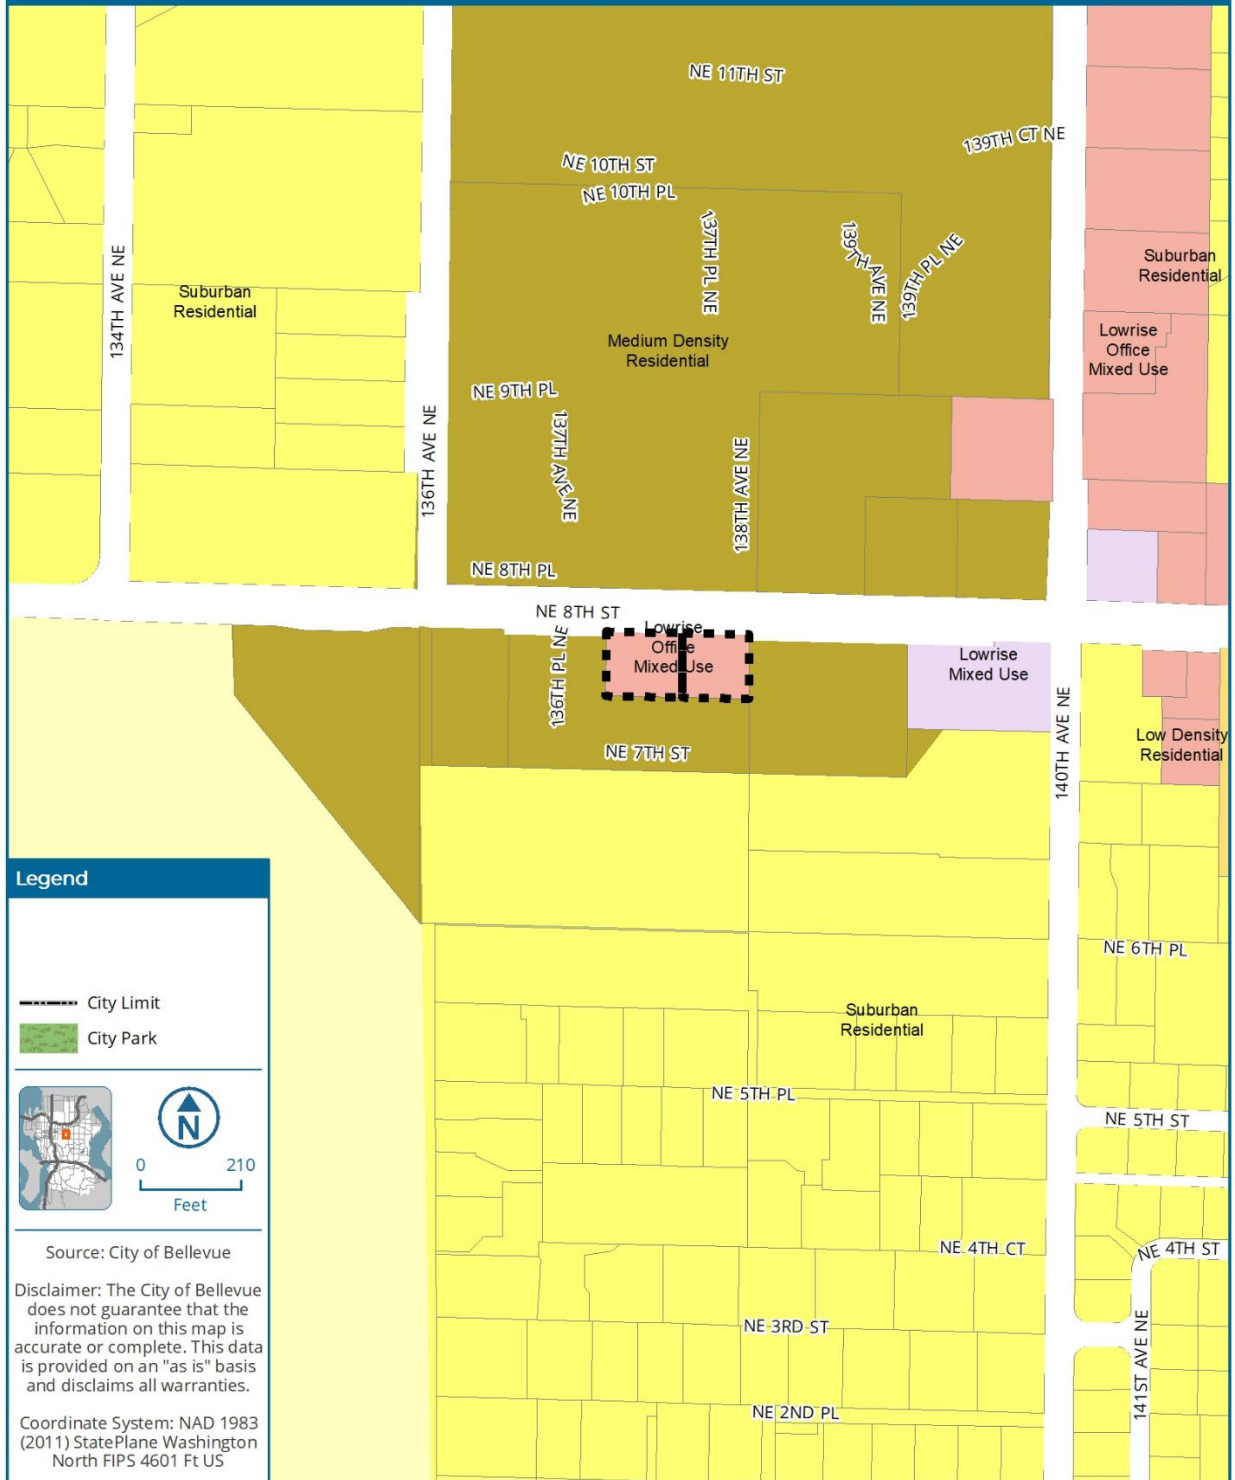 NE 11TH ST
139TH CT NE
NE 10TH ST
NE 10TH PL
137TH PL NE
139TH AVE NE
139TH PL NE
134TH AVE NE
Suburban
Residential
Suburban
Residential
Medium Density
Residential
Lowrise
Office
Mixed Use
NE 9TH PL
136TH AVE NE
137TH AVE NE
138TH AVE NE
NE 8TH PL
NE 8TH ST
136TH PL NE
Lowrise
Office
Mixed Use
Lowrise
Mixed Use
140TH AVE NE
Low Density
Residential
NE 7TH ST
Legend
City Limit
City Park
N
0 210
Feet
Source: City of Bellevue
Disclaimer: The City of Bellevue
does not guarantee that the
information on this map is
accurate or complete. This data
is provided on an "as is" basis
and disclaims all warranties.
Coordinate System: NAD 1983
(2011) StatePlane Washington
North FIPS 4601 Ft US
NE 6TH PL
Suburban
Residential
NE 5TH PL
NE 5TH ST
NE 4TH CT
NE 4TH ST
NE 3RD ST
141ST AVE NE
NE 2ND PL